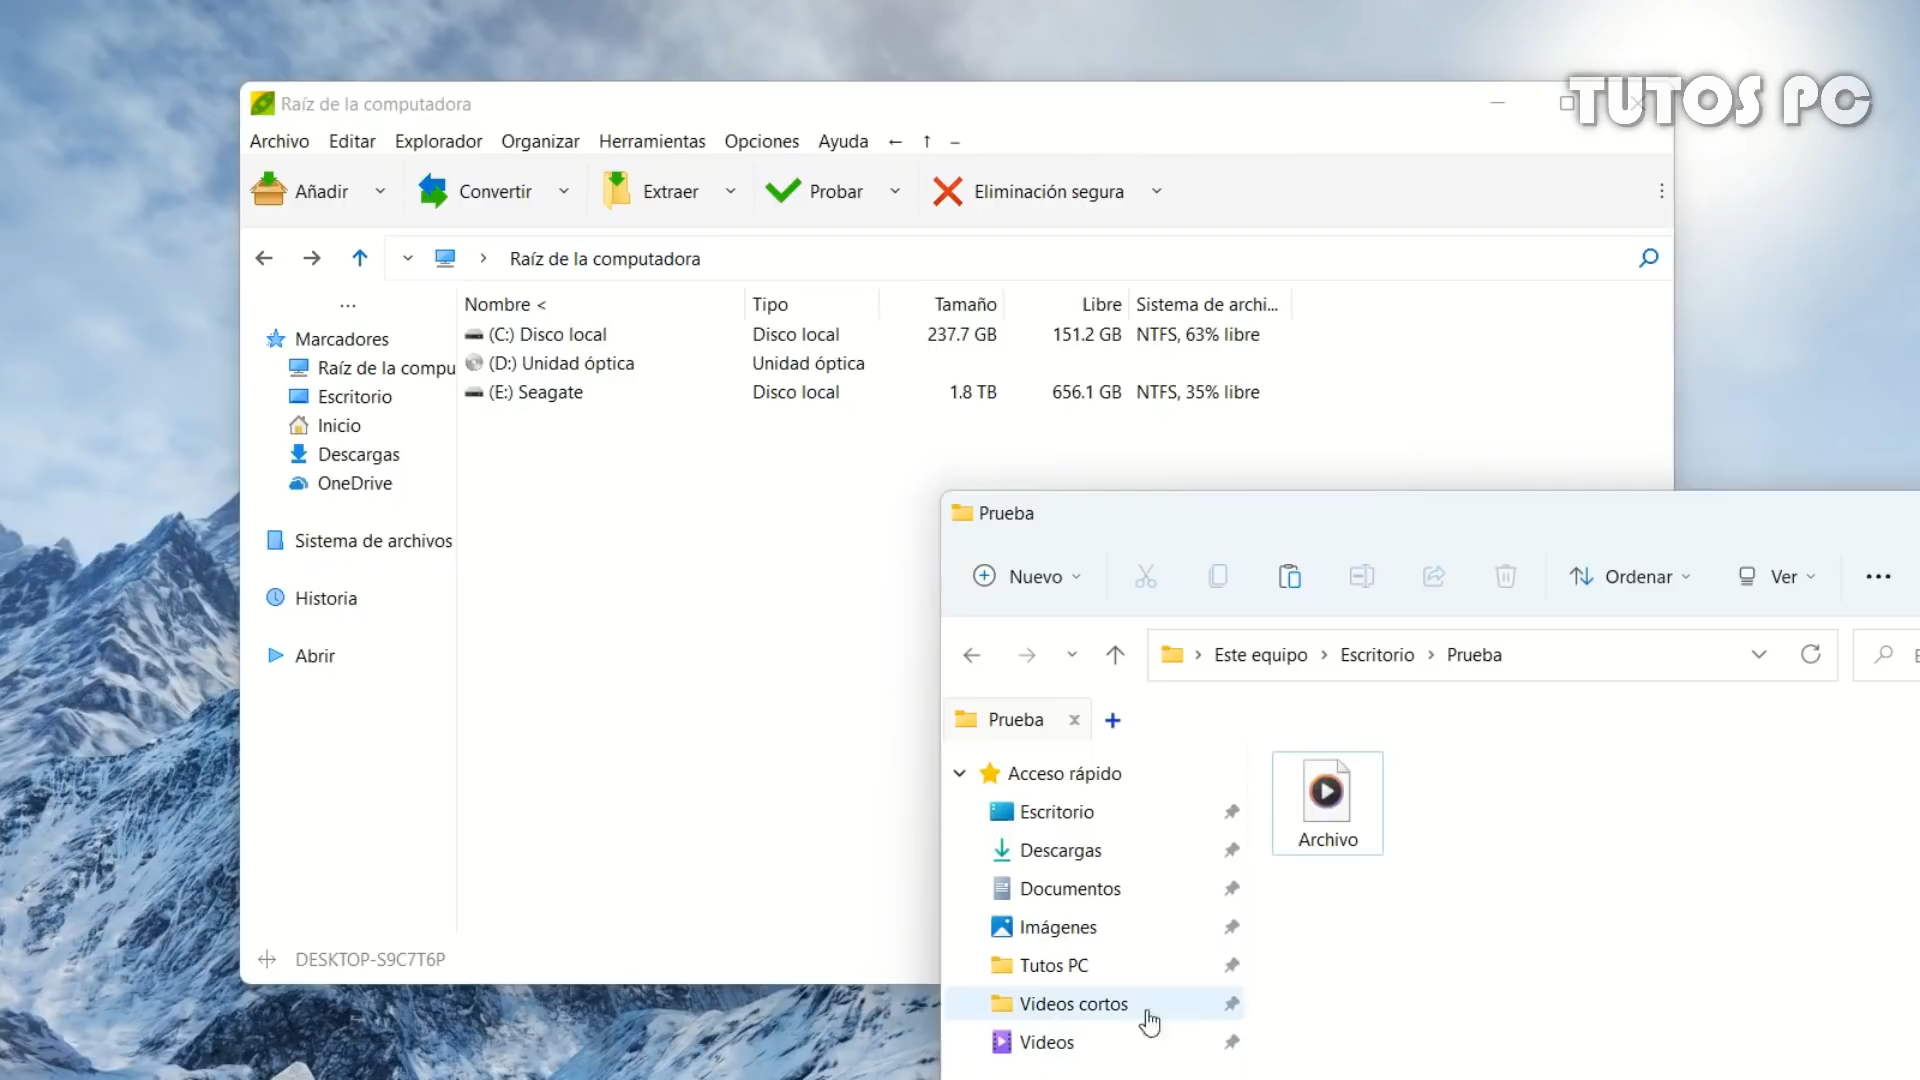 TUTOS PC
Raíz de la computadora
Archivo Editar Explorador Organizar Herramientas Opciones Ayuda
Añadir Convertir Extraer Probar Eliminación segura
Raíz de la computadora
Nombre < Tipo Tamaño Libre Sistema de archi...
(C:) Disco local Disco local 237.7 GB 151.2 GB NTFS, 63% libre
(D:) Unidad óptica Unidad óptica
(E:) Seagate Disco local 1.8 TB 656.1 GB NTFS, 35% libre
...
Marcadores
Raíz de la compu
Escritorio
Inicio
Descargas
OneDrive
Sistema de archivos
Historia
Abrir
DESKTOP-S9C7T6P
Prueba
Nuevo Ordenar Ver
Este equipo > Escritorio > Prueba
Prueba
Acceso rápido
Escritorio
Descargas
Documentos
Imágenes
Tutos PC
Videos cortos
Videos
Archivo